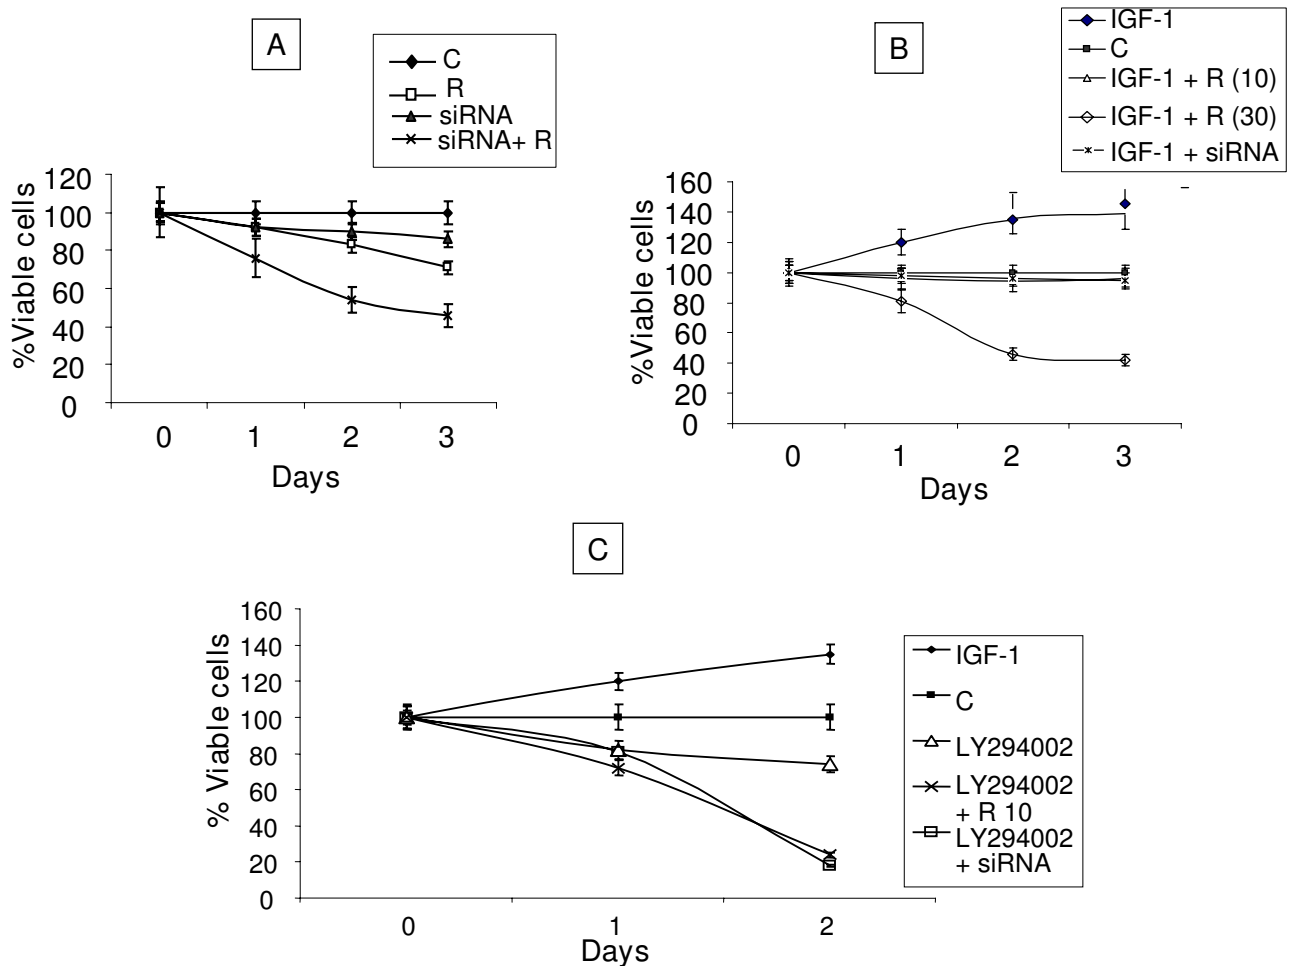 A
C
R
siRNA
siRNA+ R
%Viable cells
120
100
80
60
40
20
0
0 1 2 3
Days
B
IGF-1
C
IGF-1 + R (10)
IGF-1 + R (30)
IGF-1 + siRNA
%Viable cells
160
140
120
100
80
60
40
20
0
0 1 2 3
Days
C
% Viable cells
160
140
120
100
80
60
40
20
0
0 1 2
Days
IGF-1
C
LY294002
LY294002
+ R 10
LY294002
+ siRNA